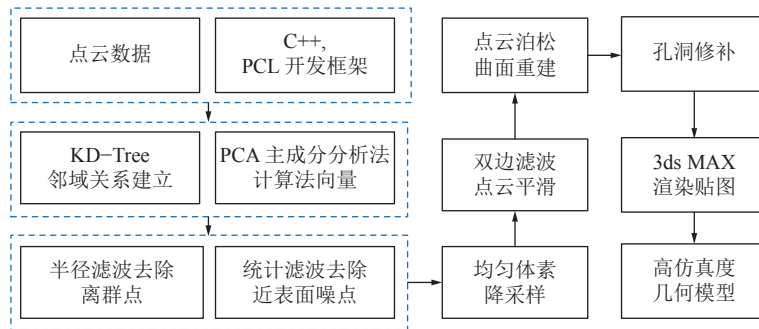 点云数据
C++,
PCL 开发框架
KD−Tree
邻域关系建立
PCA 主成分分析法
计算法向量
半径滤波去除
离群点
统计滤波去除
近表面噪点
均匀体素
降采样
双边滤波
点云平滑
点云泊松
曲面重建
孔洞修补
3ds MAX
渲染贴图
高仿真度
几何模型